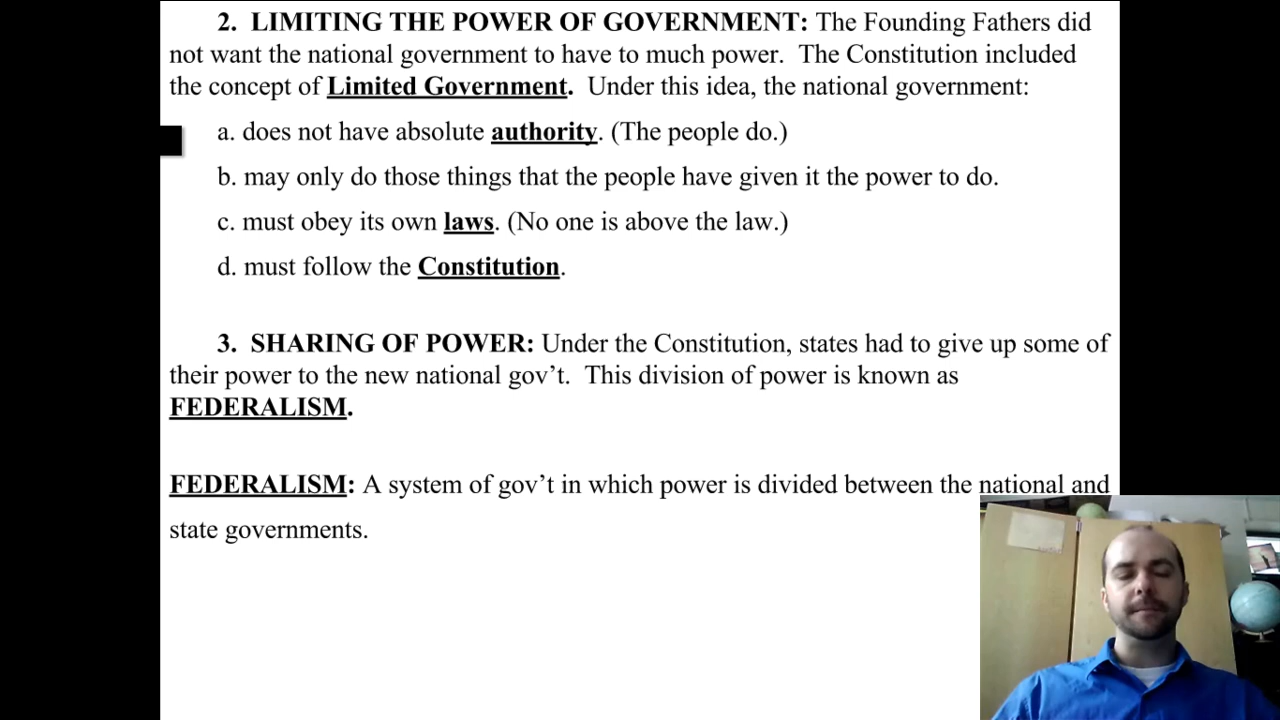 2. LIMITING THE POWER OF GOVERNMENT: The Founding Fathers did
not want the national government to have to much power. The Constitution included
the concept of Limited Government. Under this idea, the national government:
a. does not have absolute authority. (The people do.)
b. may only do those things that the people have given it the power to do.
c. must obey its own laws. (No one is above the law.)
d. must follow the Constitution.
3. SHARING OF POWER: Under the Constitution, states had to give up some of
their power to the new national gov’t. This division of power is known as
FEDERALISM.
FEDERALISM: A system of gov’t in which power is divided between the national and
state governments.